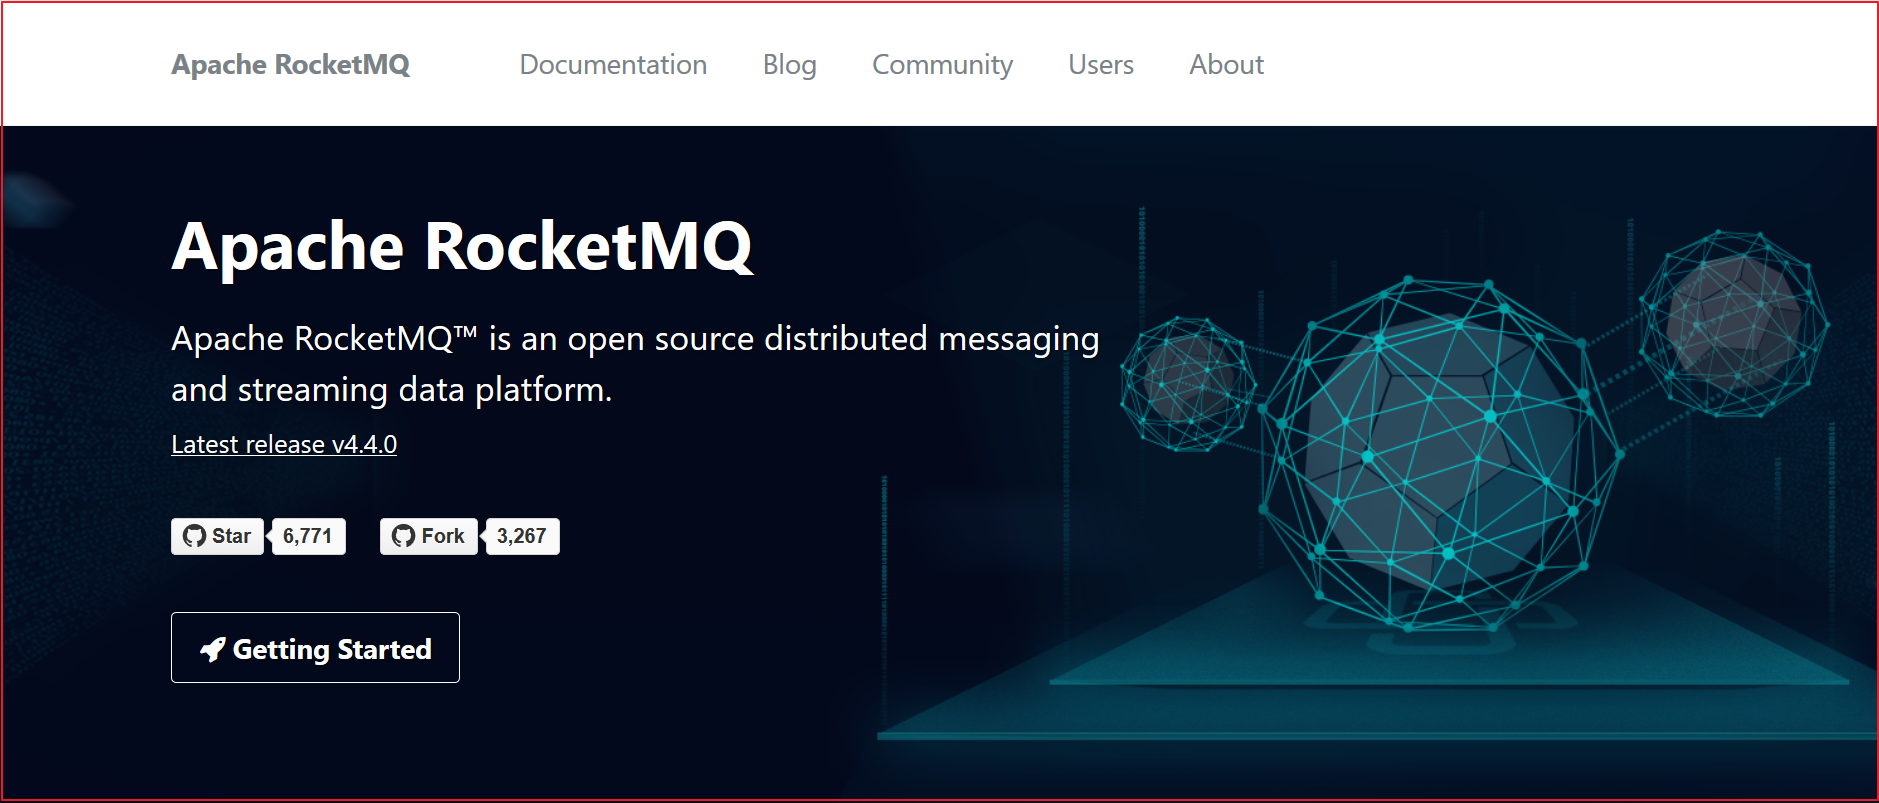 Apache RocketMQ Documentation Blog Community Users About
Apache RocketMQ
Apache RocketMQ™ is an open source distributed messaging
and streaming data platform.
Latest release v4.4.0
Star 6,771 Fork 3,267
Getting Started